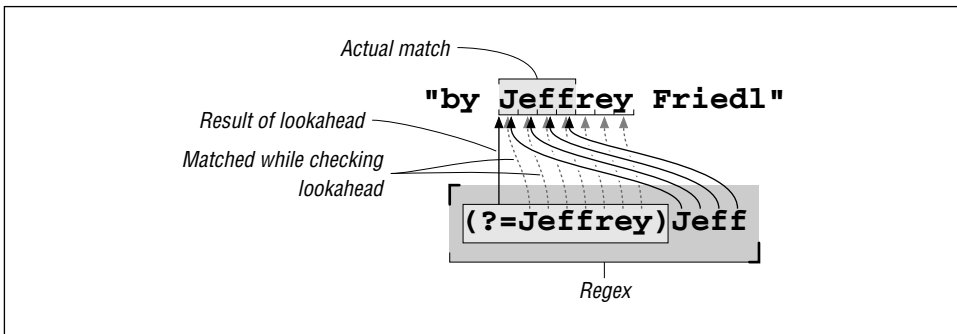 Actual match
"by Jeffrey Friedl"
Result of lookahead
Matched while checking
lookahead
(?=Jeffrey)Jeff
Regex